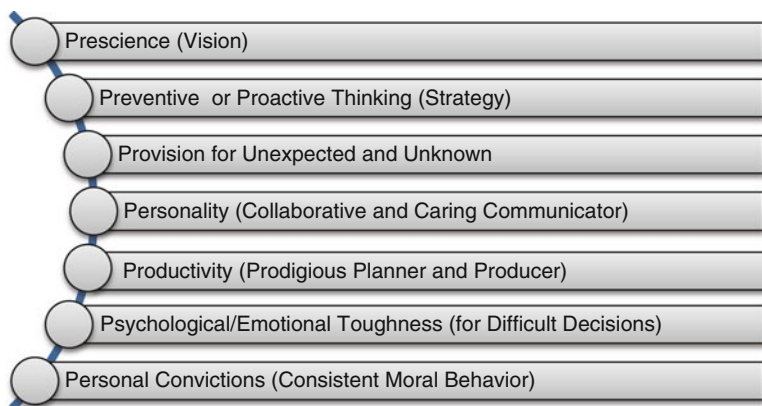 Prescience (Vision)
Preventive or Proactive Thinking (Strategy)
Provision for Unexpected and Unknown
Personality (Collaborative and Caring Communicator)
Productivity (Prodigious Planner and Producer)
Psychological/Emotional Toughness (for Difficult Decisions)
Personal Convictions (Consistent Moral Behavior)